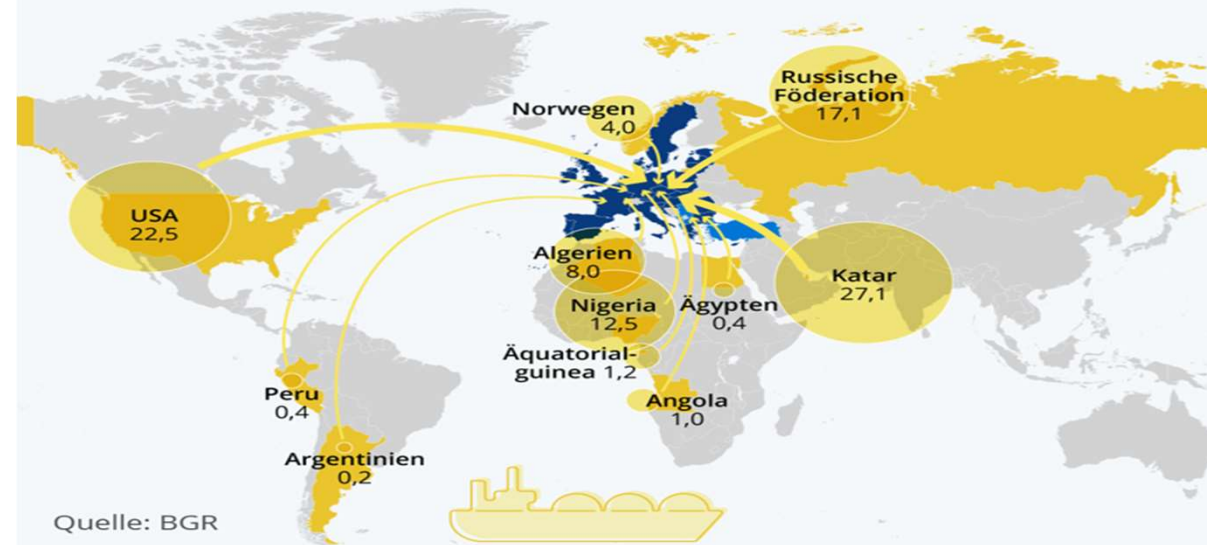 Russische
Föderation
17,1
Norwegen
4,0
USA
22,5
Algerien
8,0
Katar
27,1
Nigeria
12,5
Ägypten
0,4
Äquatorial-
guinea 1,2
Peru
0,4
Angola
1,0
Argentinien
0,2
Quelle: BGR